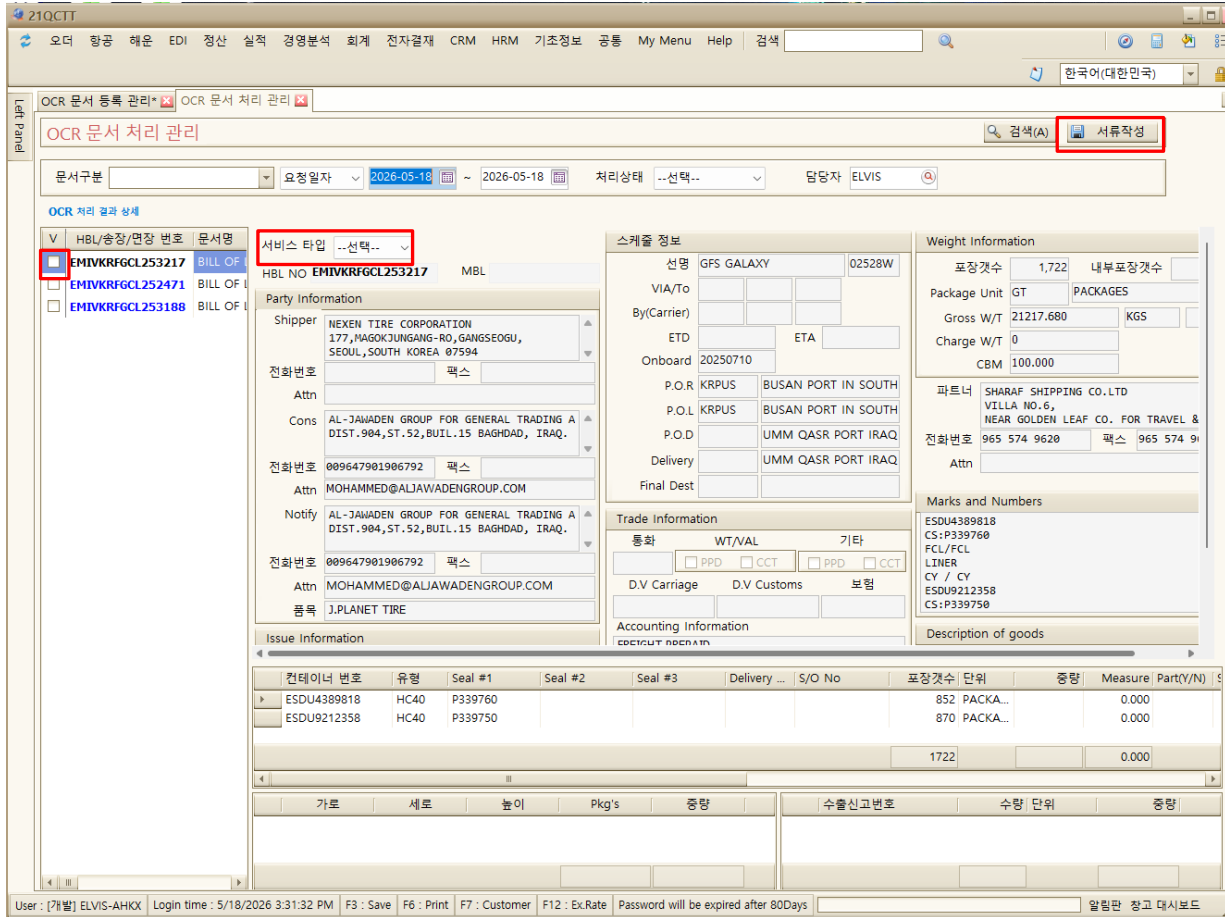 21QCTT
오더 항공 해운 EDI 정산 실적 경영분석 회계 전자결재 CRM HRM 기초정보 공통 My Menu Help 검색
한국어(대한민국)
Left Panel
OCR 문서 등록 관리* OCR 문서 처리 관리
OCR 문서 처리 관리 검색(A) 서류작성
문서구분 요청일자 2026-05-18 ~ 2026-05-18 처리상태 --선택-- 담당자 ELVIS
OCR 처리 결과 상세
V HBL/송장/면장 번호 문서명
EMIVKRFGCL253217 BILL OF
EMIVKRFGCL252471 BILL OF
EMIVKRFGCL253188 BILL OF
서비스 타입 --선택--
HBL NO EMIVKRFGCL253217 MBL
Party Information
Shipper NEXEN TIRE CORPORATION
177,MAGOKJUNGANG-RO,GANGSEOGU,
SEOUL,SOUTH KOREA 07594
전화번호 팩스
Attn
Cons AL-JAWADEN GROUP FOR GENERAL TRADING A
DIST.904,ST.52,BUIL.15 BAGHDAD, IRAQ.
전화번호 009647901906792 팩스
Attn MOHAMMED@ALJAWADENGROUP.COM
Notify AL-JAWADEN GROUP FOR GENERAL TRADING A
DIST.904,ST.52,BUIL.15 BAGHDAD, IRAQ.
전화번호 009647901906792 팩스
Attn MOHAMMED@ALJAWADENGROUP.COM
품목 J.PLANET TIRE
Issue Information
스케줄 정보
선명 GFS GALAXY 02528W
VIA/To
By(Carrier)
ETD ETA
Onboard 20250710
P.O.R KRPUS BUSAN PORT IN SOUTH
P.O.L KRPUS BUSAN PORT IN SOUTH
P.O.D UMM QASR PORT IRAQ
Delivery UMM QASR PORT IRAQ
Final Dest
Trade Information
통화 WT/VAL 기타
PPD CCT PPD CCT
D.V Carriage D.V Customs 보험
Accounting Information
FREIGHT PREPAID
Weight Information
포장갯수 1,722 내부포장갯수
Package Unit GT PACKAGES
Gross W/T 21217.680 KGS
Charge W/T 0
CBM 100.000
파트너 SHARAF SHIPPING CO.LTD
VILLA NO.6,
NEAR GOLDEN LEAF CO. FOR TRAVEL &
전화번호 965 574 9620 팩스 965 574 9
Attn
Marks and Numbers
ESDU4389818
CS:P339760
FCL/FCL
LINER
CY / CY
ESDU9212358
CS:P339750
Description of goods
컨테이너 번호 유형 Seal #1 Seal #2 Seal #3 Delivery ... S/O No 포장갯수 단위 중량 Measure Part(Y/N) S
ESDU4389818 HC40 P339760 852 PACKA... 0.000
ESDU9212358 HC40 P339750 870 PACKA... 0.000
1722 0.000
가로 세로 높이 Pkg's 중량 수출신고번호 수량 단위 중량
User : [개발] ELVIS-AHKX Login time : 5/18/2026 3:31:32 PM F3 : Save F6 : Print F7 : Customer F12 : Ex.Rate Password will be expired after 80Days 알림판 창고 대시보드